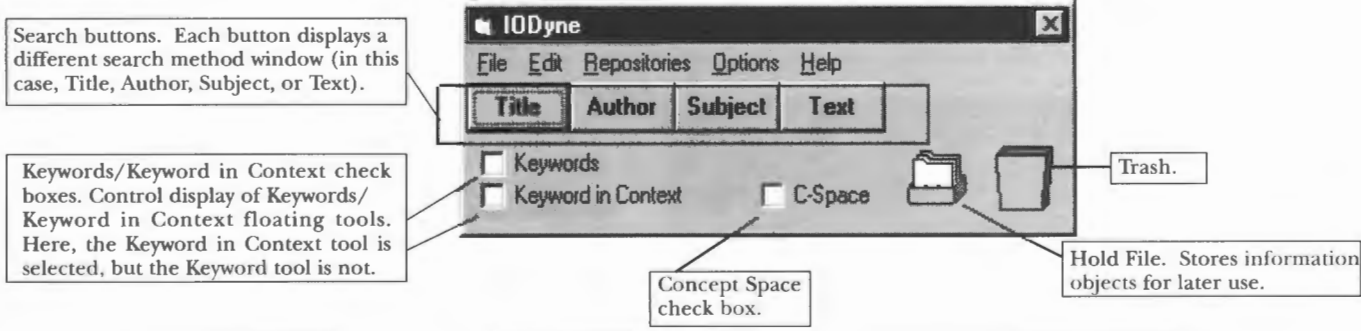 Search buttons. Each button displays a
different search method window (in this
case, Title, Author, Subject, or Text).
IODyne
File Edit Repositories Options Help
Title Author Subject Text
Keywords/Keyword in Context check
boxes. Control display of Keywords/
Keyword in Context floating tools.
Here, the Keyword in Context tool is
selected, but the Keyword tool is not.
Keywords
Keyword in Context
C-Space
Trash.
Concept Space
check box.
Hold File. Stores information
objects for later use.